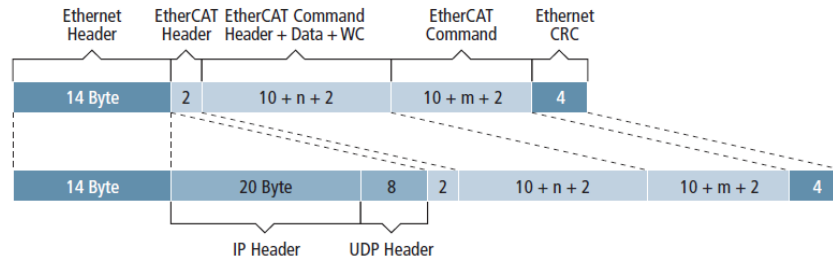 Ethernet
Header
EtherCAT
Header
EtherCAT Command
Header + Data + WC
EtherCAT
Command
Ethernet
CRC
14 Byte
2
10 + n + 2
10 + m + 2
4
14 Byte
20 Byte
8
2
10 + n + 2
10 + m + 2
4
IP Header
UDP Header